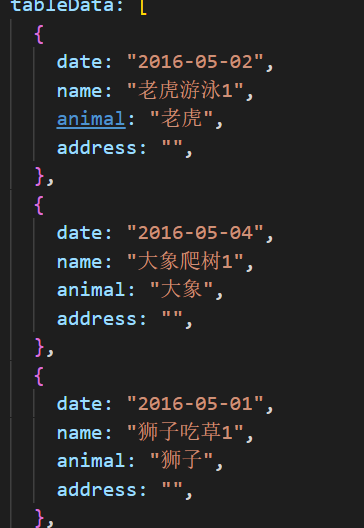 tableData: [
{
date: "2016-05-02",
name: "老虎游泳1",
animal: "老虎",
address: "",
},
{
date: "2016-05-04",
name: "大象爬树1",
animal: "大象",
address: "",
},
{
date: "2016-05-01",
name: "狮子吃草1",
animal: "狮子",
address: "",
},